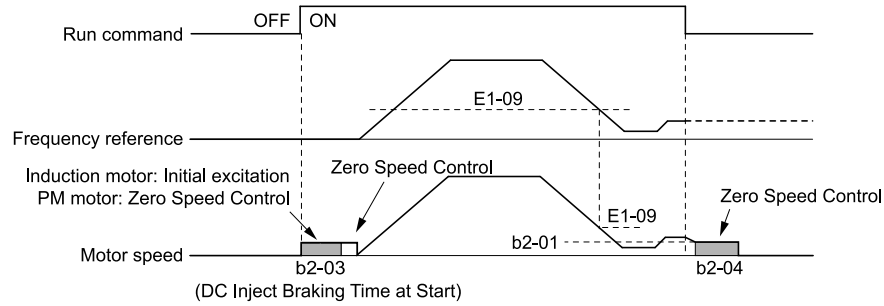 Run command
OFF
ON
E1-09
Frequency reference
Induction motor: Initial excitation
PM motor: Zero Speed Control
Zero Speed Control
Zero Speed Control
E1-09
b2-01
Motor speed
b2-03
b2-04
(DC Inject Braking Time at Start)